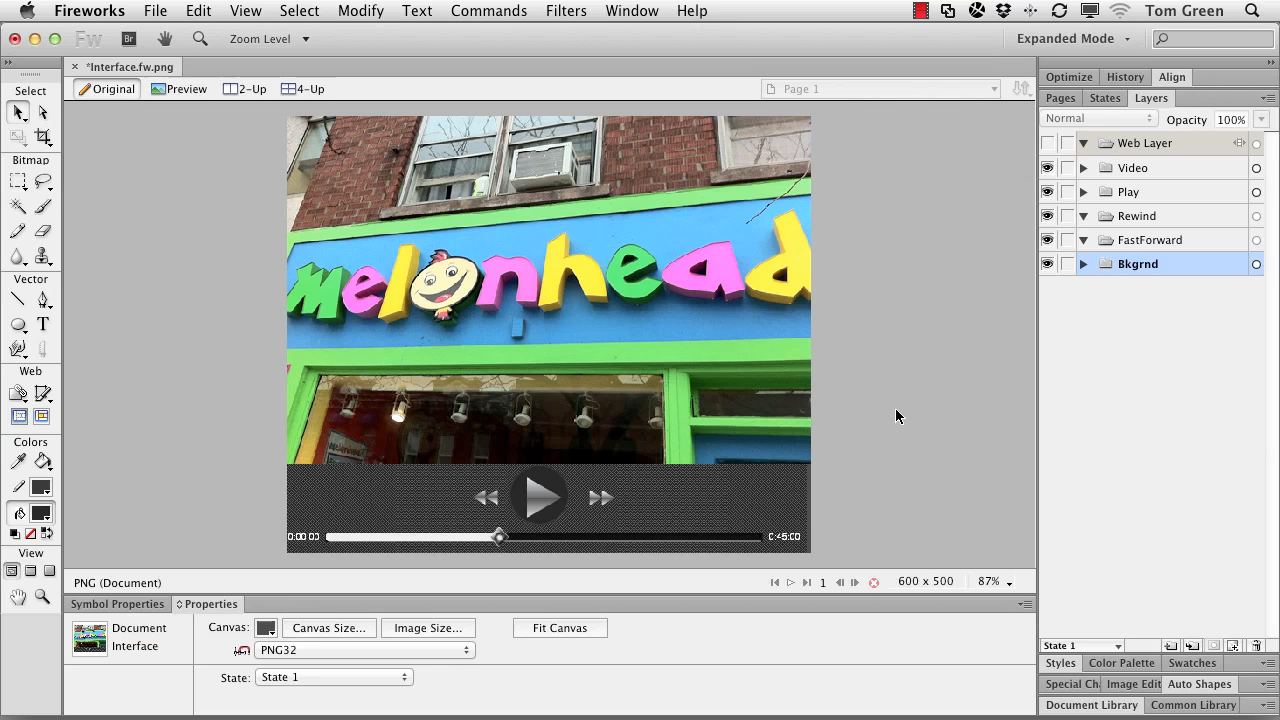 Fireworks File Edit View Select Modify Text Commands Filters Window Help Tom Green
Fw Br Zoom Level Expanded Mode
*Interface.fw.png
Original Preview 2-Up 4-Up Page 1
Select
Bitmap
Vector
T
Web
Colors
View
melonhead
0:00:00 0:45:00
PNG (Document) 1 600 x 500 87%
Symbol Properties Properties
Document
Interface
Canvas: Canvas Size... Image Size... Fit Canvas
PNG32
State: State 1
Optimize History Align
Pages States Layers
Normal Opacity 100%
Web Layer
Video
Play
Rewind
FastForward
Bkgrnd
State 1
Styles Color Palette Swatches
Special Ch Image Edit Auto Shapes
Document Library Common Library